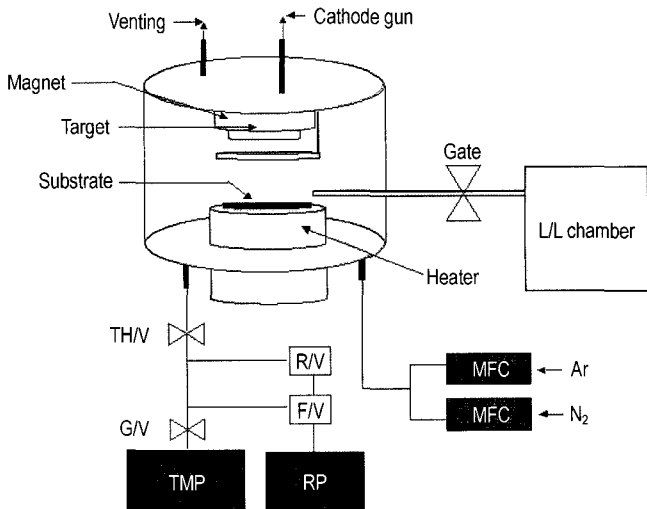 Venting
Cathode gun
Magnet
Target
Gate
Substrate
L/L chamber
Heater
TH/V
R/V
MFC
Ar
F/V
MFC
N₂
G/V
TMP
RP